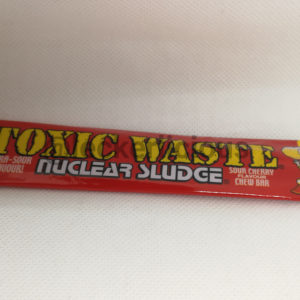 TOXIC WASTE
NUCLEAR SLUDGE
SOUR CHERRY
FLAVOUR
CHEW BAR